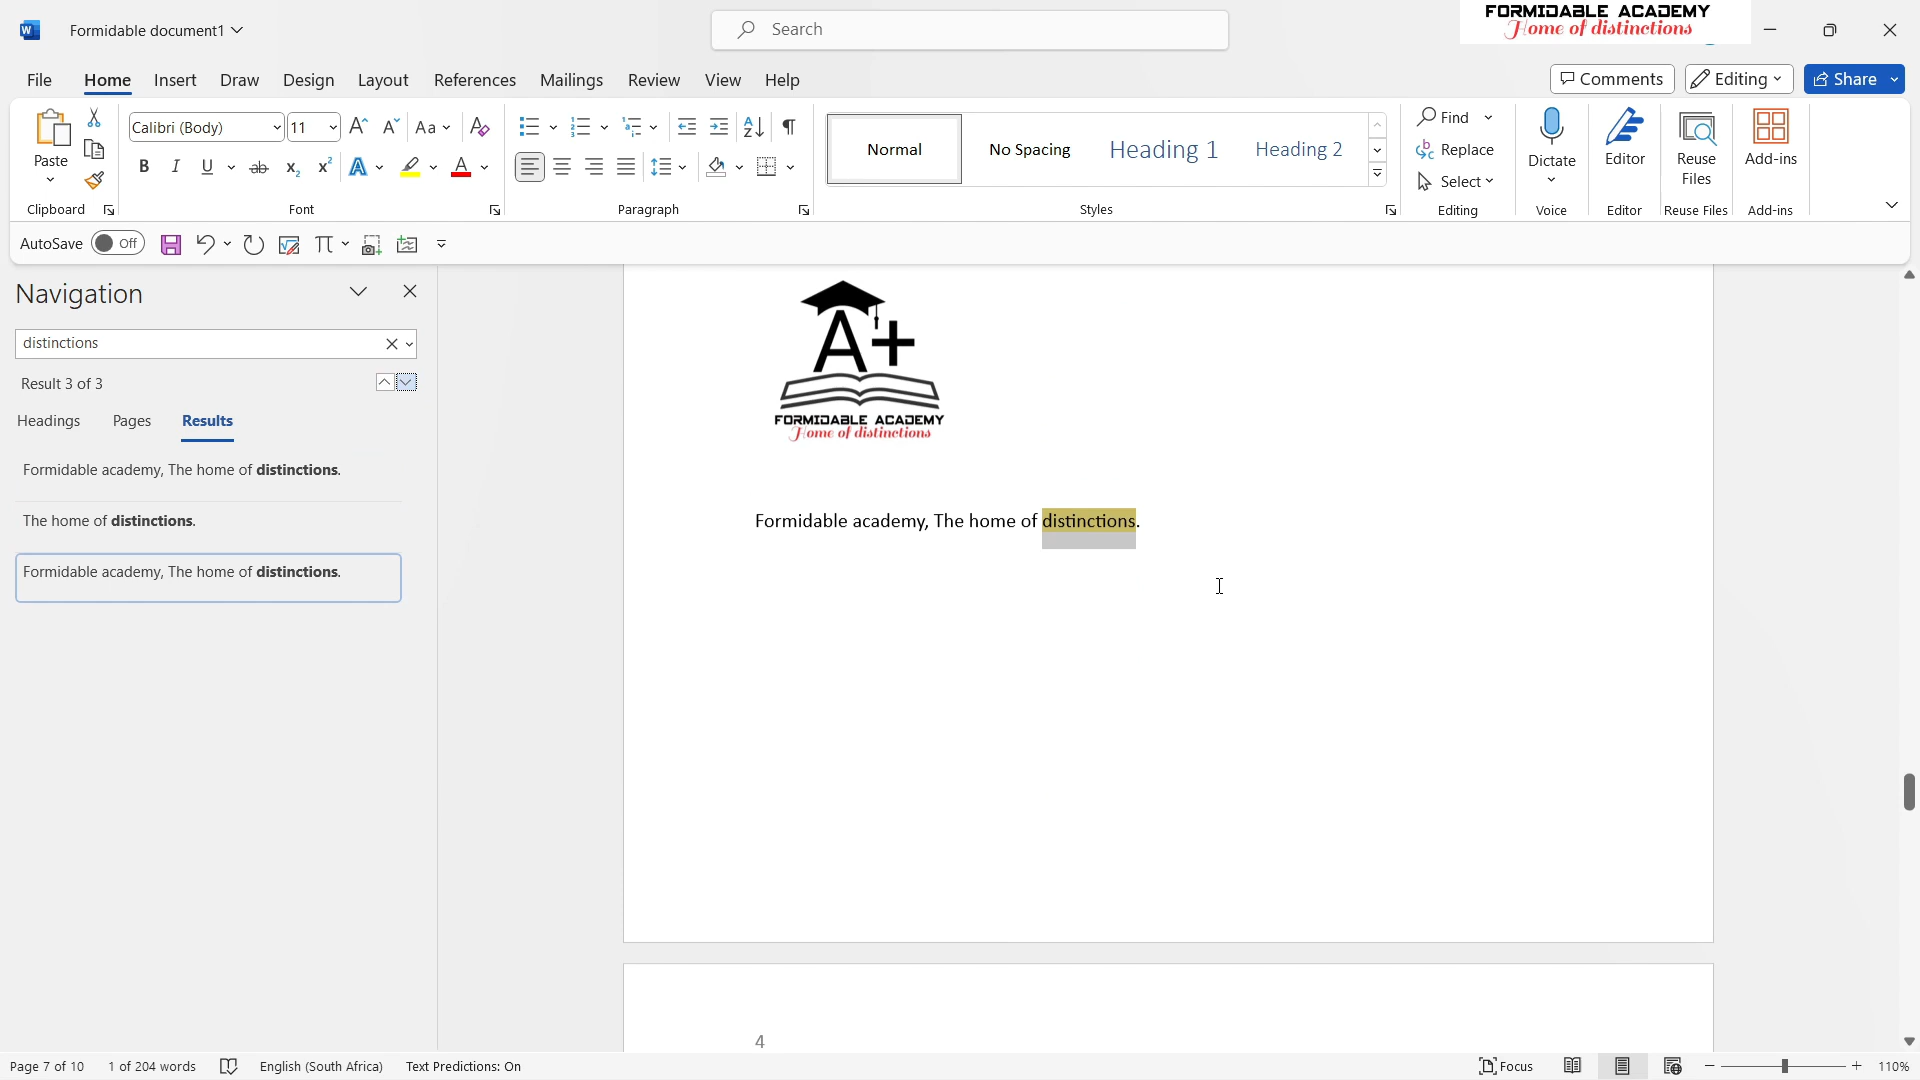 Formidable document1
Search
FORMIDABLE ACADEMY
Home of distinctions
File Home Insert Draw Design Layout References Mailings Review View Help
Comments Editing Share
Paste
Calibri (Body) 11
Aa
Normal
No Spacing
Heading 1
Heading 2
Find
Replace
Select
Dictate
Editor
Reuse
Files
Add-ins
Clipboard Font Paragraph Styles Editing Voice Editor Reuse Files Add-ins
AutoSave Off
Navigation
distinctions
Result 3 of 3
Headings Pages Results
Formidable academy, The home of distinctions.
The home of distinctions.
Formidable academy, The home of distinctions.
A+
FORMIDABLE ACADEMY
Home of distinctions
Formidable academy, The home of distinctions.
4
Page 7 of 10 1 of 204 words English (South Africa) Text Predictions: On Focus 110%